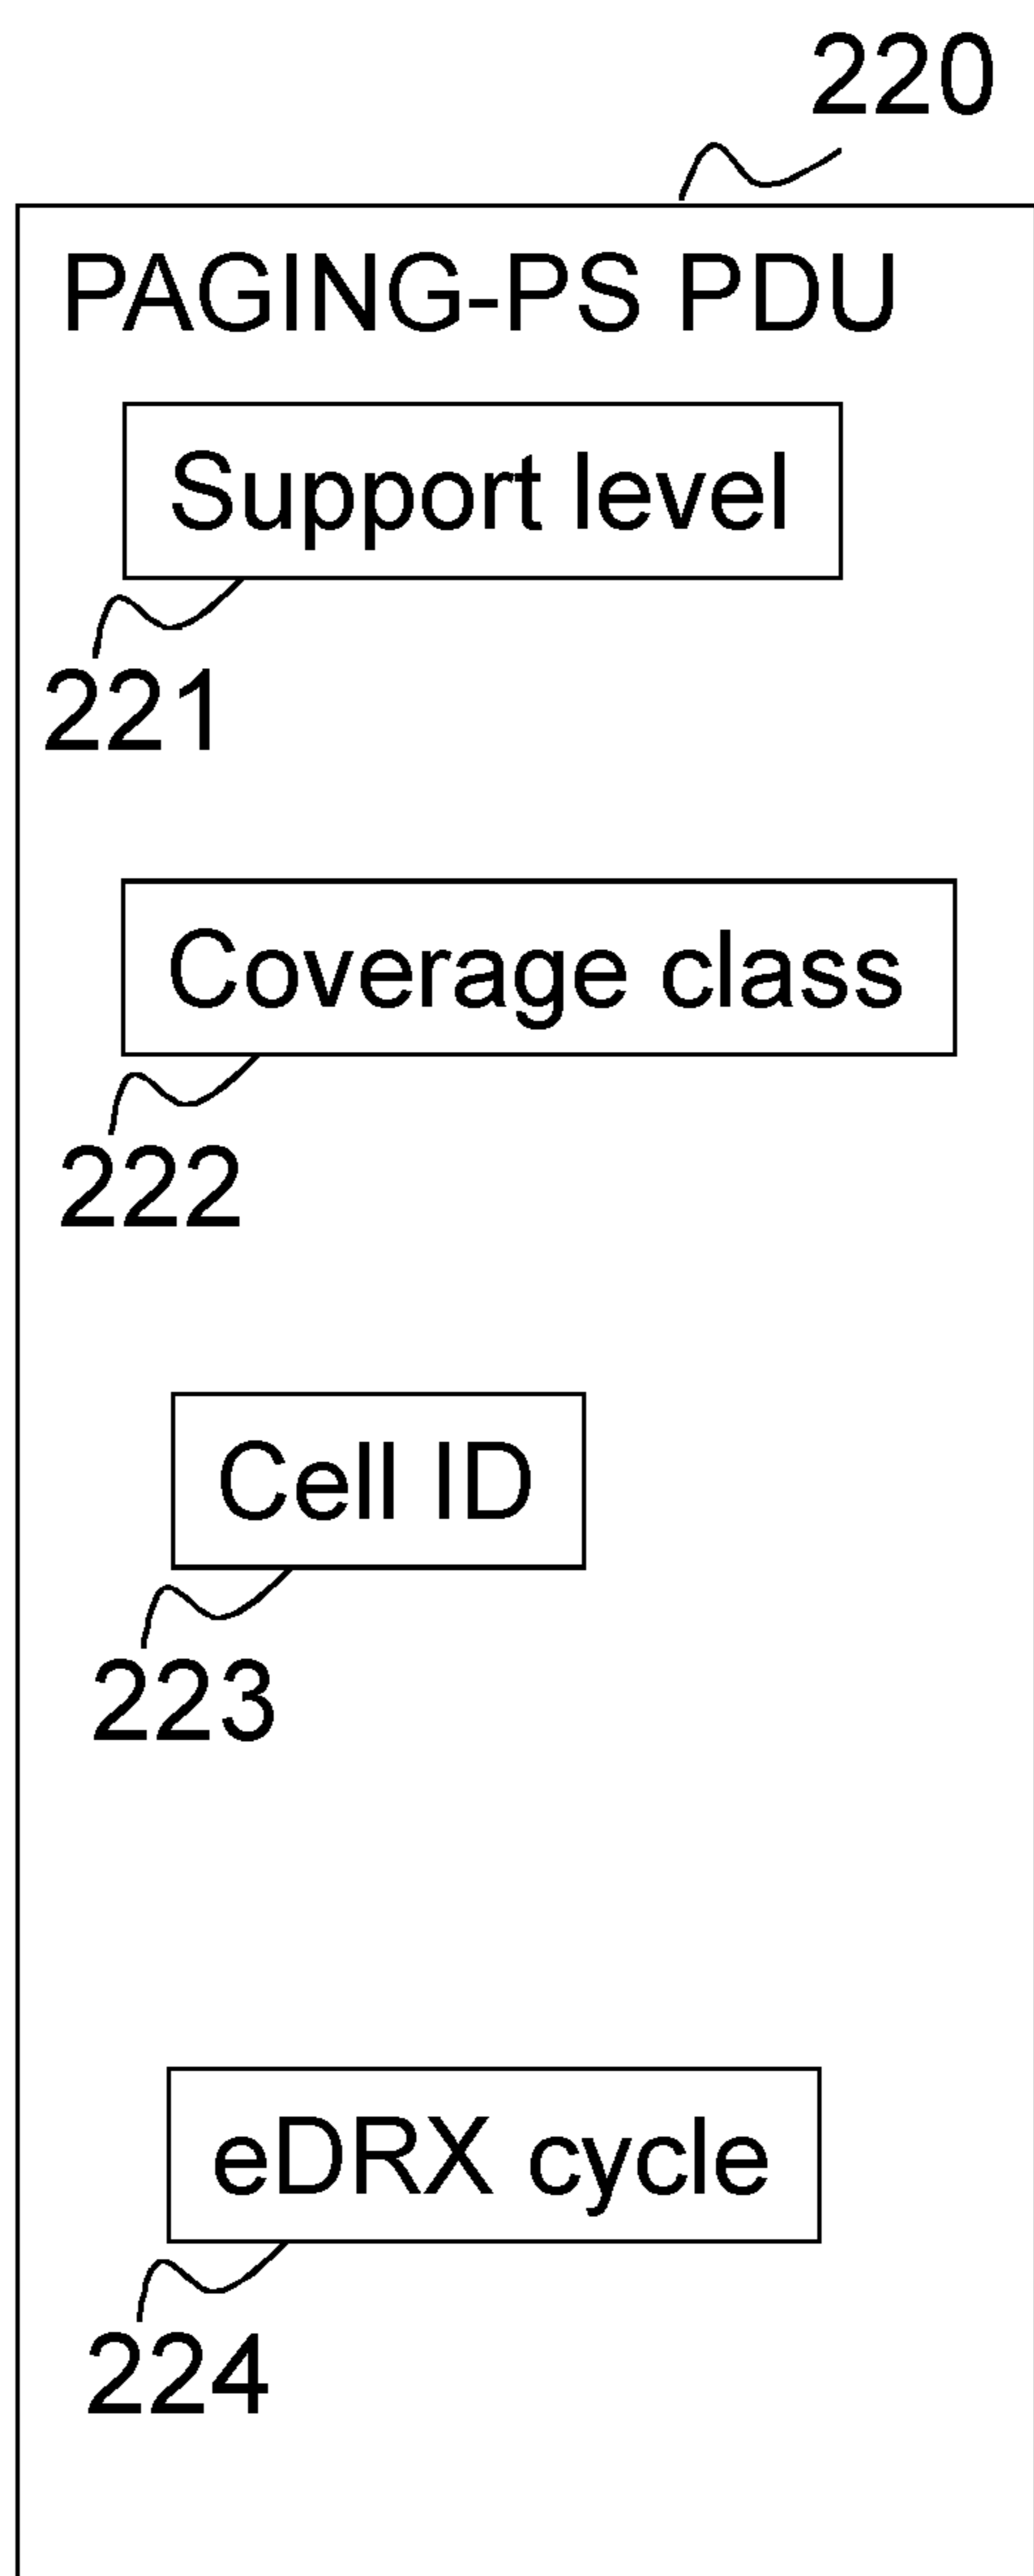 220
PAGING-PS PDU
Support level
221
Coverage class
222
Cell ID
223
eDRX cycle
224